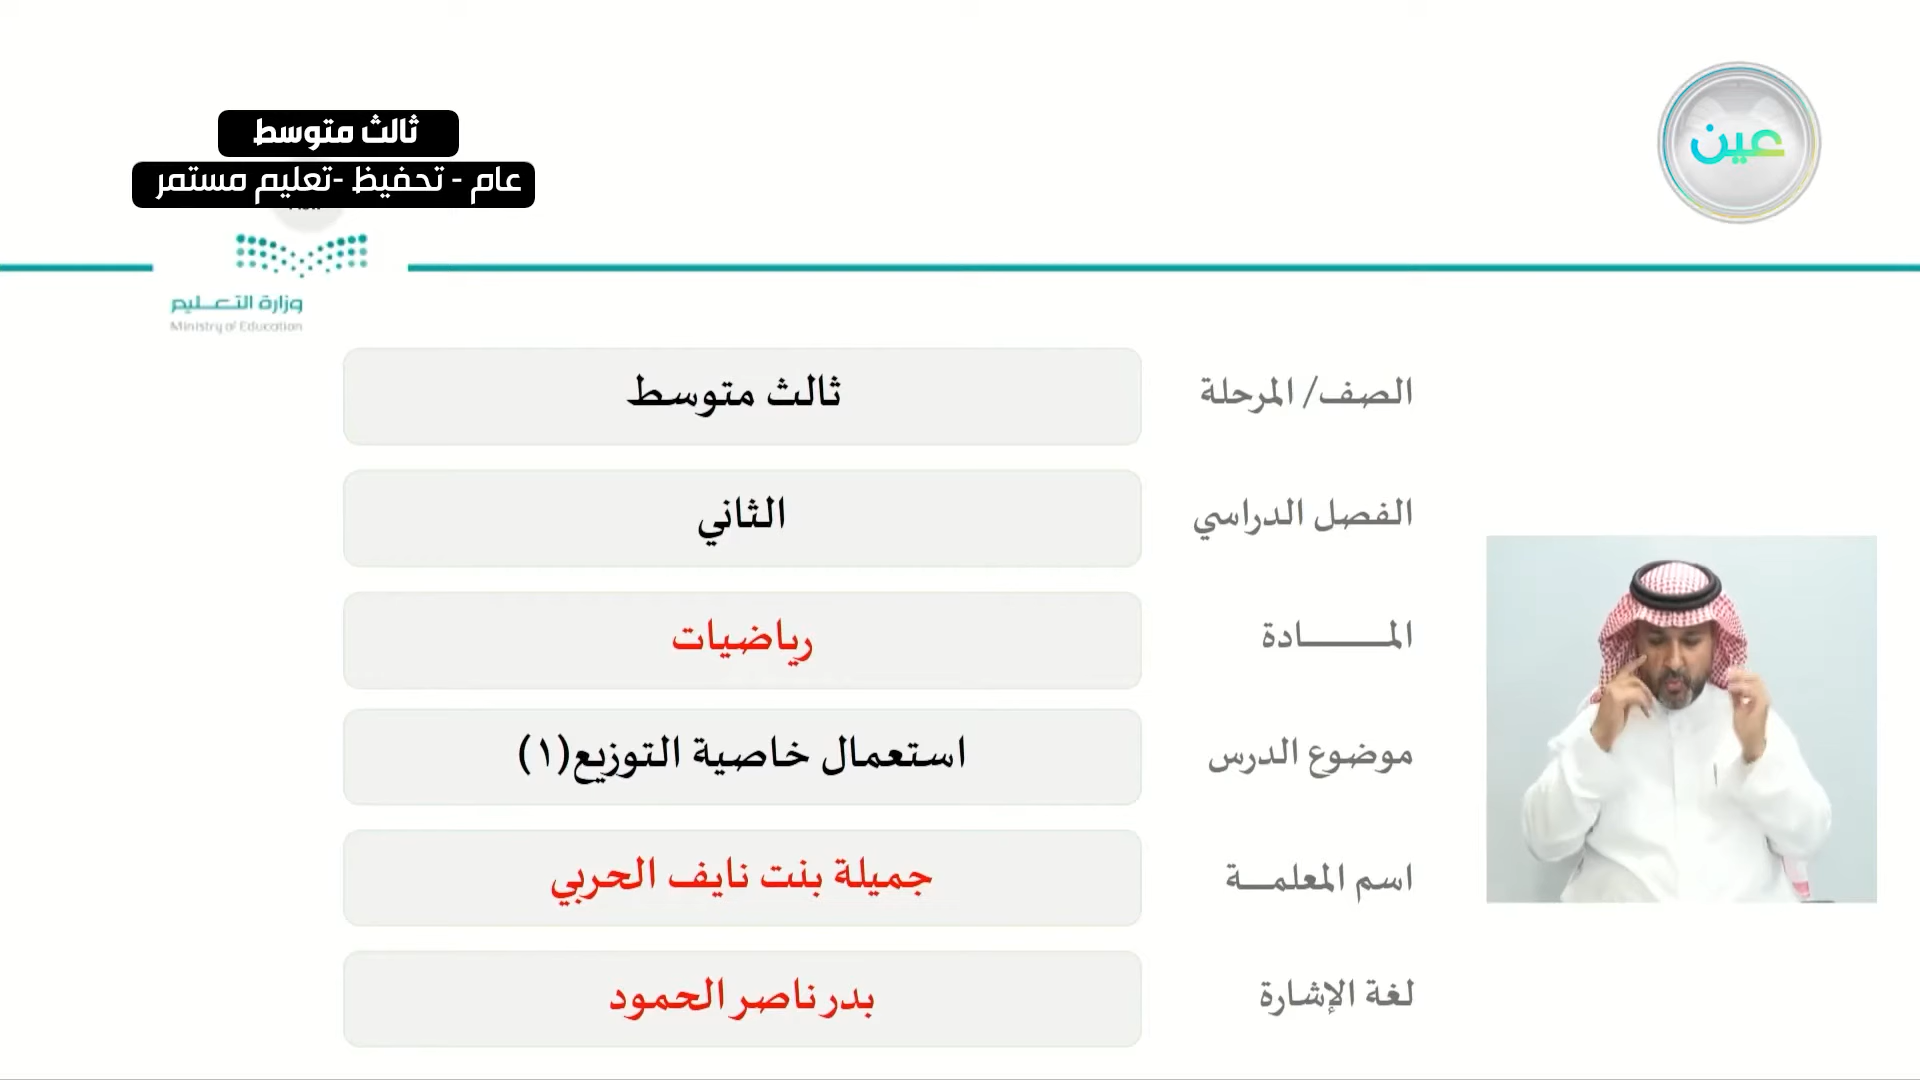 عين
ثالث متوسط
عام - تحفيظ -تعليم مستمر
وزارة التعليم
Ministry of Education
الصف/ المرحلة
ثالث متوسط
الفصل الدراسي
الثاني
المـــــــــادة
رياضيات
موضوع الدرس
استعمال خاصية التوزيع(١)
اسم المعلمـــة
جميلة بنت نايف الحربي
لغة الإشارة
بدر ناصر الحمود